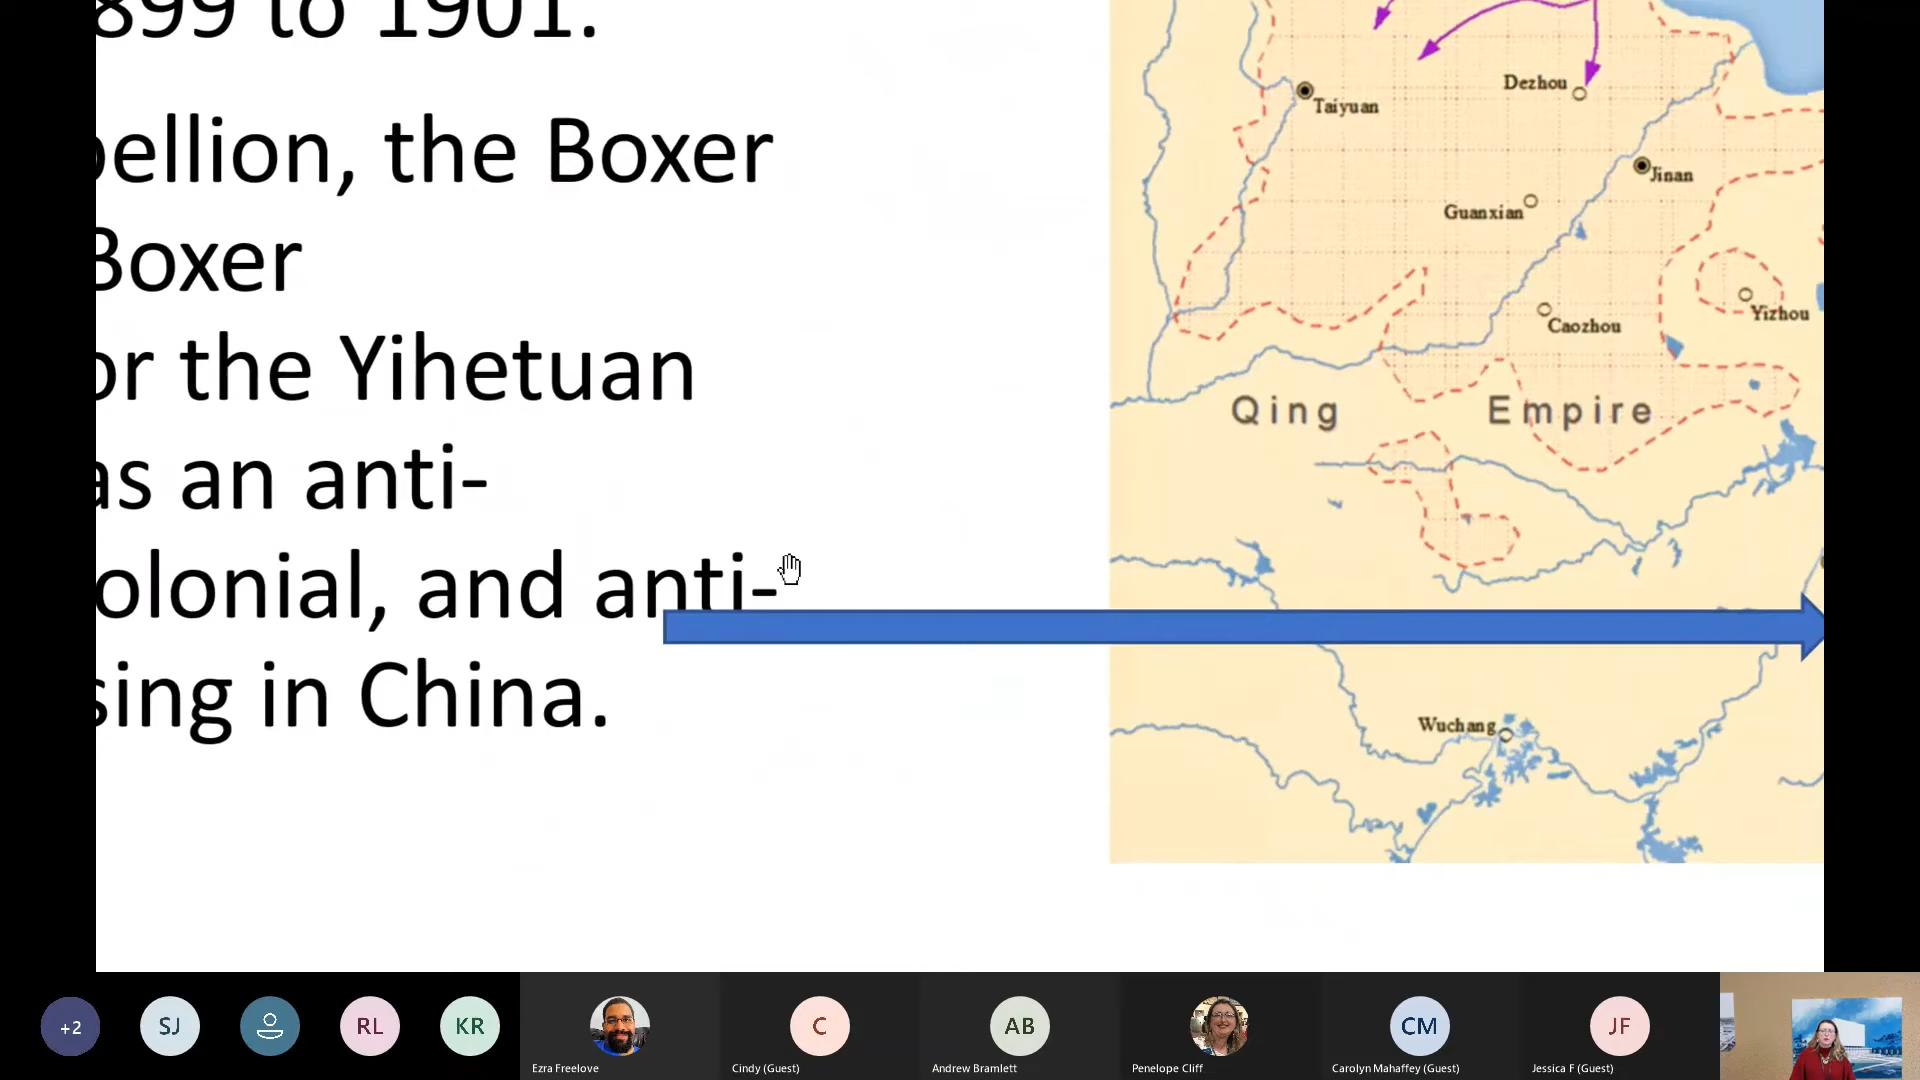 899 to 1901.
bellion, the Boxer
Boxer
or the Yihetuan
as an anti-
olonial, and anti-
sing in China.
Taiyuan
Dezhou
Jinan
Guanxian
Yizhou
Caozhou
Qing Empire
Wuchang
+2
SJ
RL
KR
C
AB
CM
JF
Ezra Freelove
Cindy (Guest)
Andrew Bramlett
Penelope Cliff
Carolyn Mahaffey (Guest)
Jessica F (Guest)